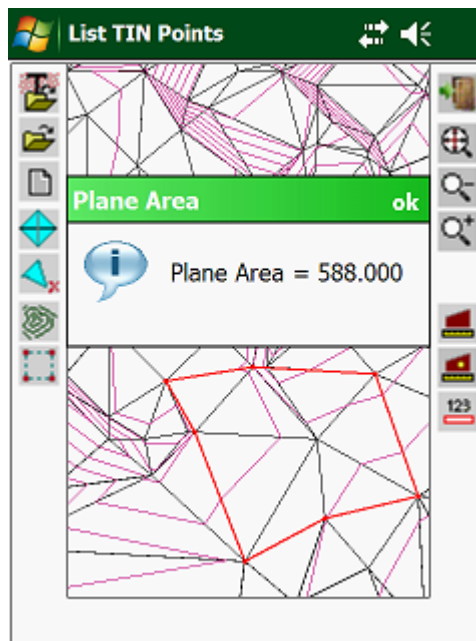 List TIN Points
Plane Area
ok
Plane Area = 588.000
123